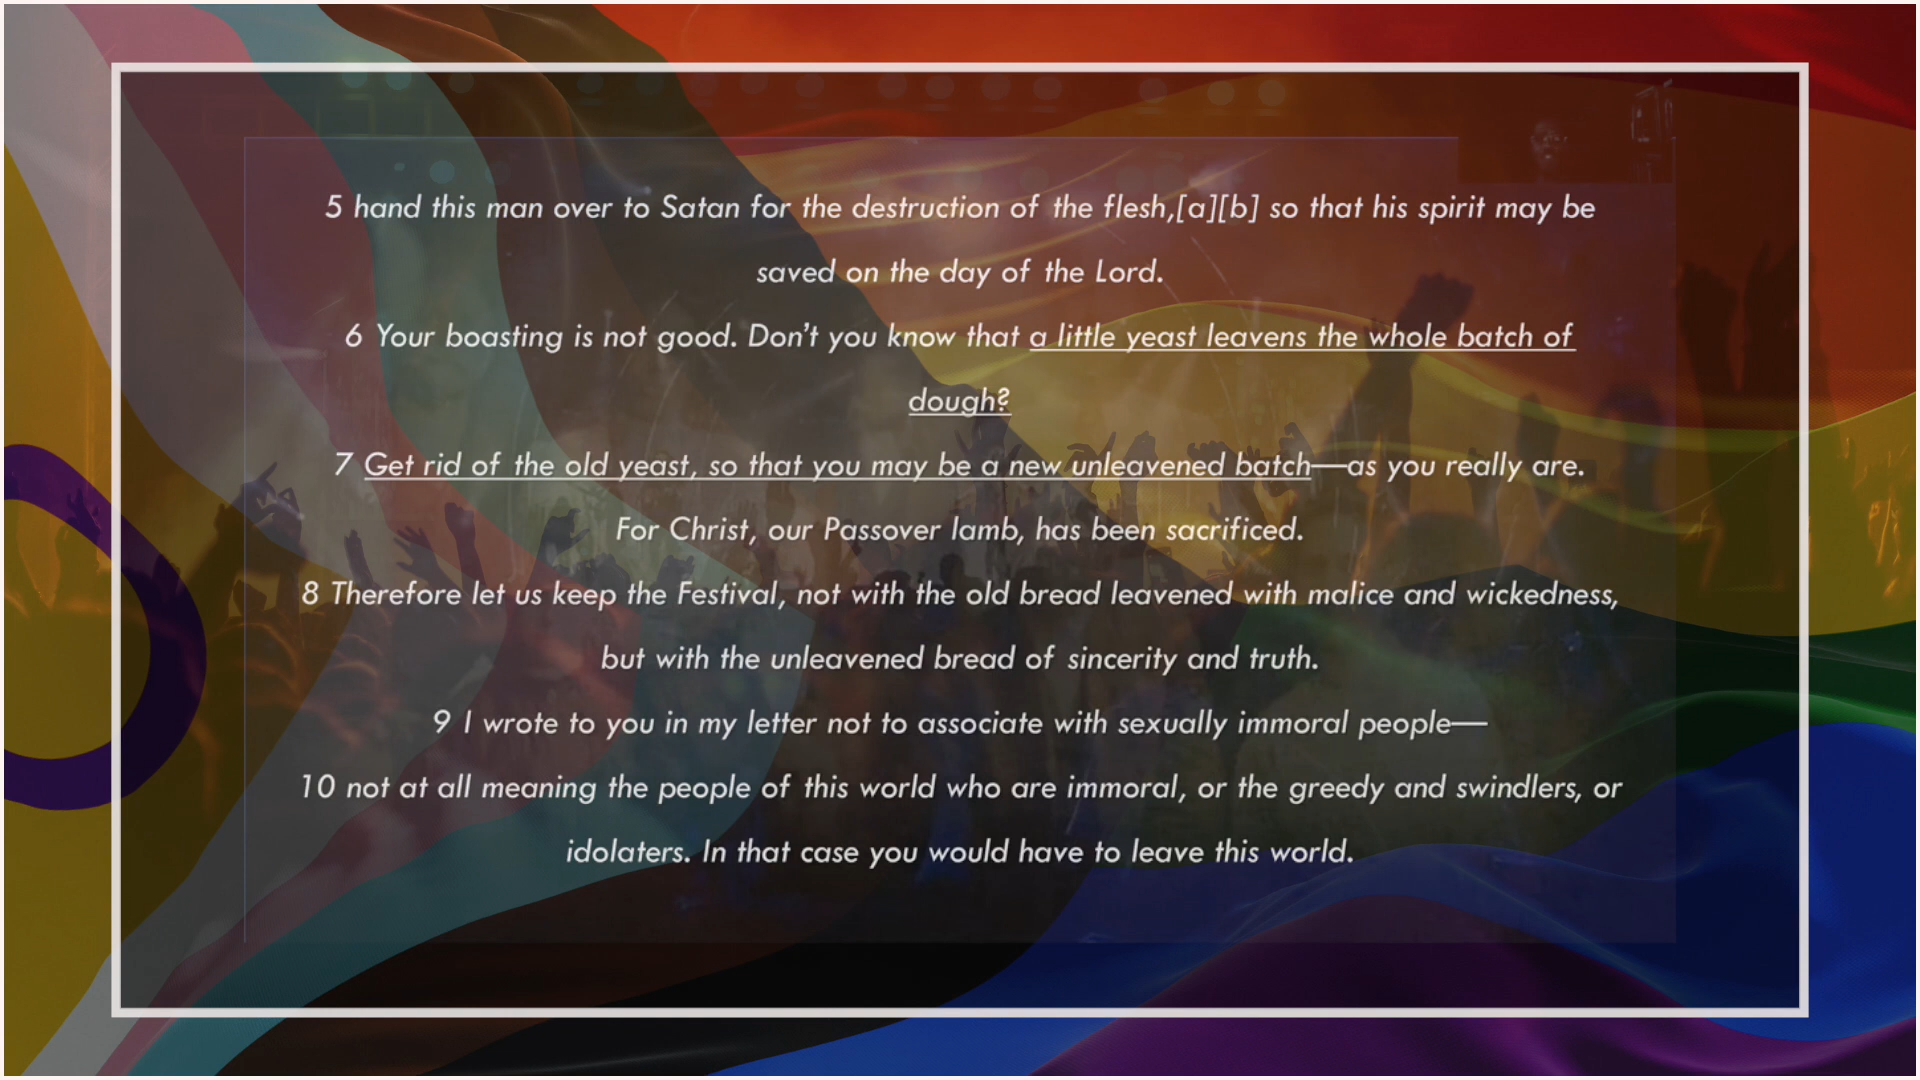 5 hand this man over to Satan for the destruction of the flesh,[a][b] so that his spirit may be
saved on the day of the Lord.
6 Your boasting is not good. Don’t you know that a little yeast leavens the whole batch of
dough?
7 Get rid of the old yeast, so that you may be a new unleavened batch—as you really are.
For Christ, our Passover lamb, has been sacrificed.
8 Therefore let us keep the Festival, not with the old bread leavened with malice and wickedness,
but with the unleavened bread of sincerity and truth.
9 I wrote to you in my letter not to associate with sexually immoral people—
10 not at all meaning the people of this world who are immoral, or the greedy and swindlers, or
idolaters. In that case you would have to leave this world.